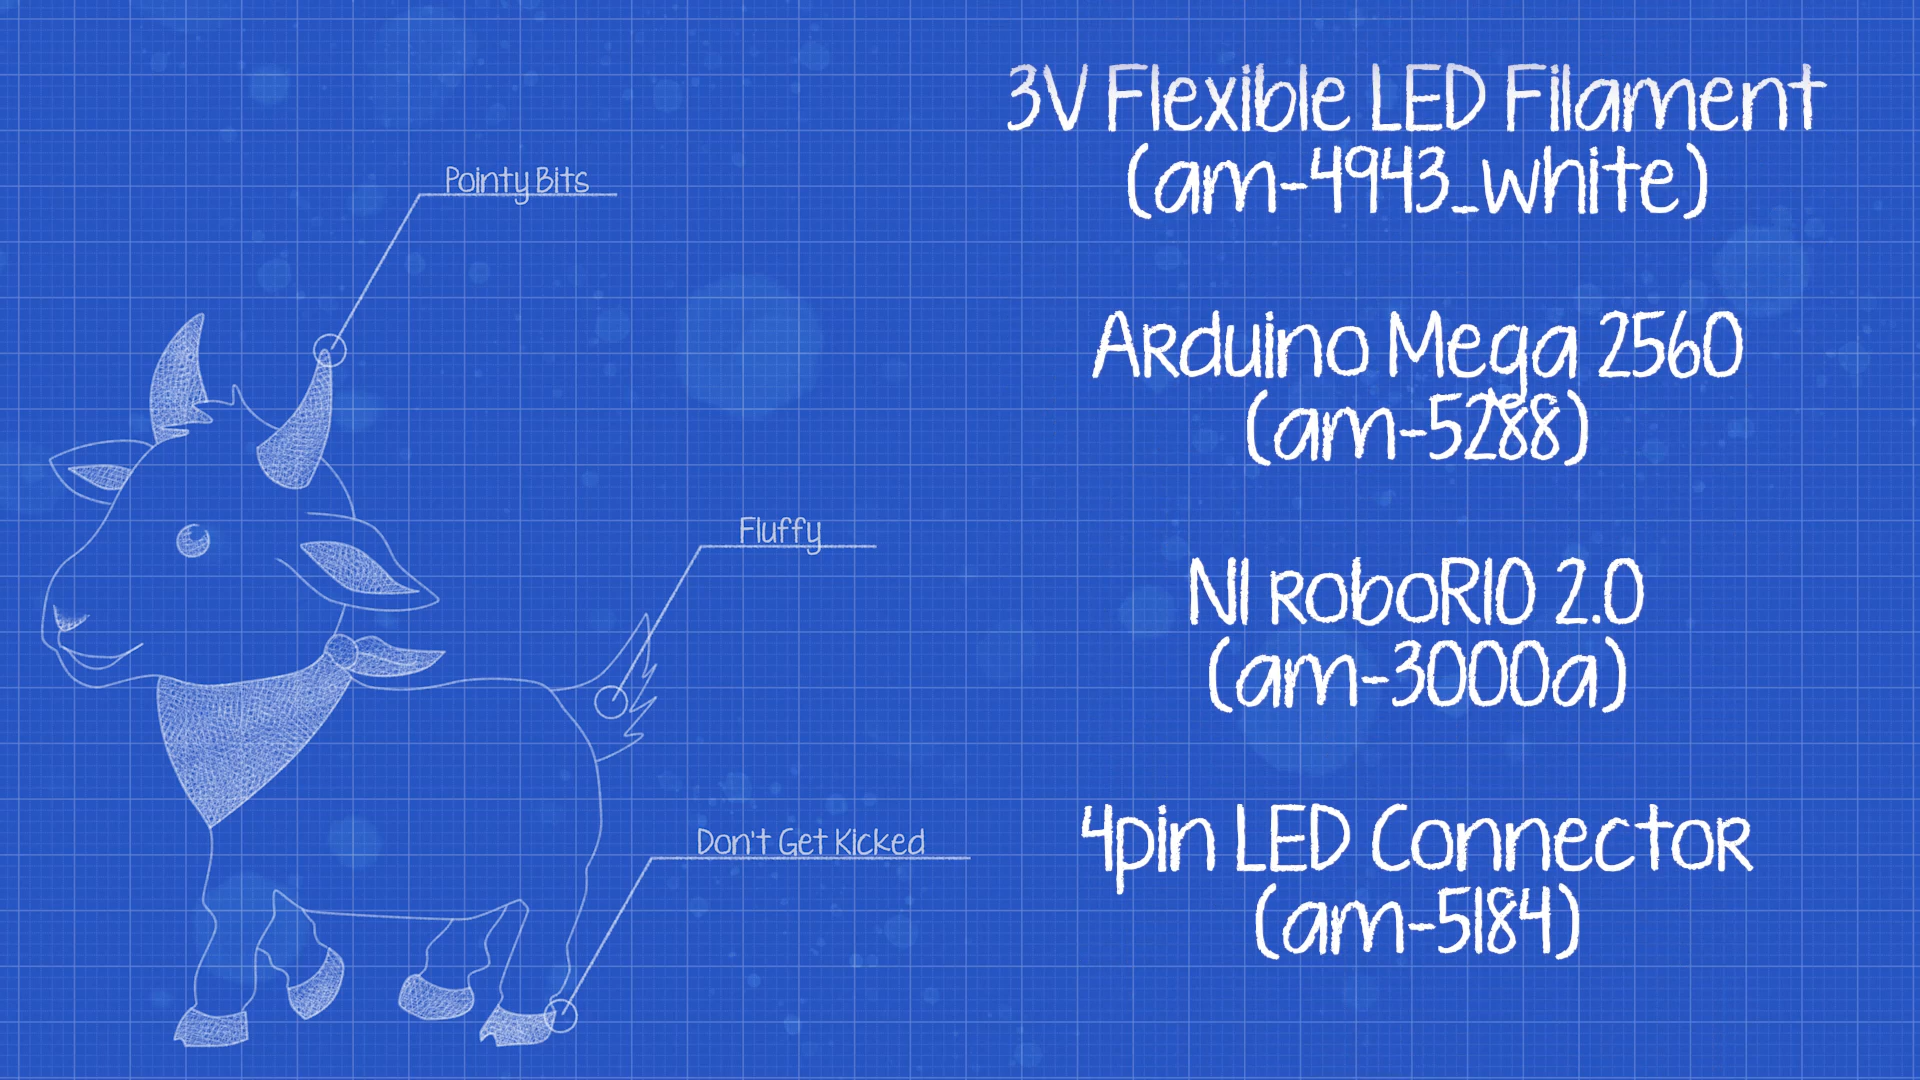 3V Flexible LED Filament
(am-4943_white)
Pointy Bits
Arduino Mega 2560
(am-5288)
Fluffy
NI roboRIO 2.0
(am-3000a)
Don't Get Kicked
4pin LED Connector
(am-5184)